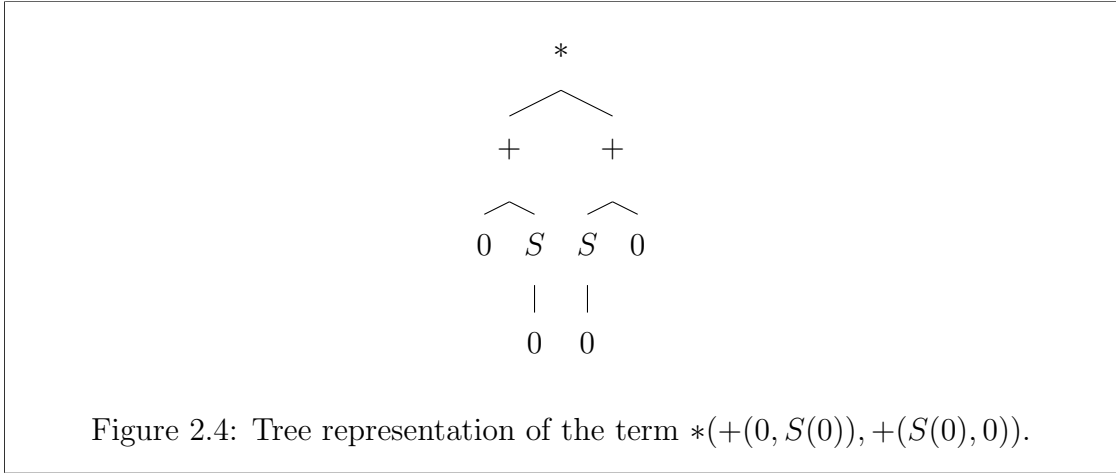 *
+ +
0 S S 0
0 0
Figure 2.4: Tree representation of the term ∗(+(0, S(0)), +(S(0), 0)).